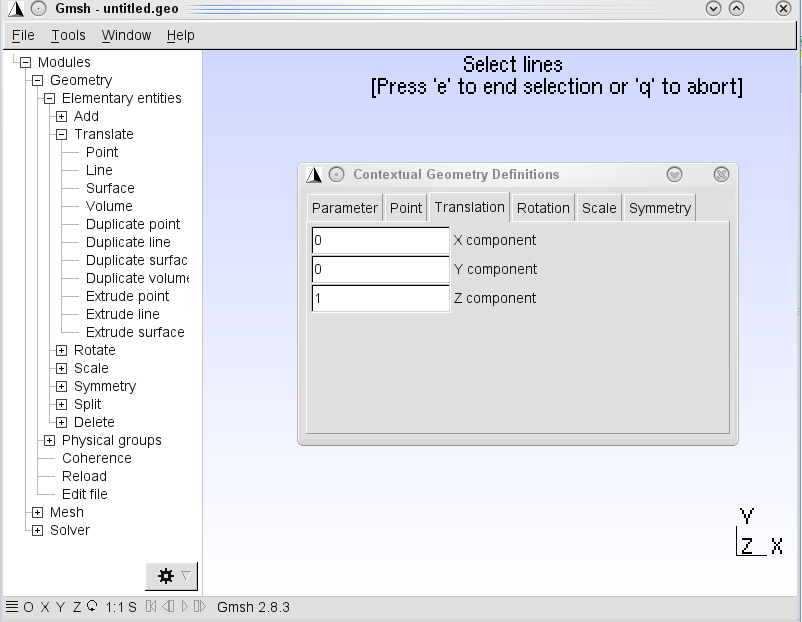 Gmsh - untitled.geo
File Tools Window Help
Modules
Geometry
Elementary entities
Add
Translate
Point
Line
Surface
Volume
Duplicate point
Duplicate line
Duplicate surfac
Duplicate volume
Extrude point
Extrude line
Extrude surface
Rotate
Scale
Symmetry
Split
Delete
Physical groups
Coherence
Reload
Edit file
Mesh
Solver
Select lines
[Press 'e' to end selection or 'q' to abort]
Contextual Geometry Definitions
Parameter Point Translation Rotation Scale Symmetry
0 X component
0 Y component
1 Z component
Y
Z X
O X Y Z 1:1 S Gmsh 2.8.3